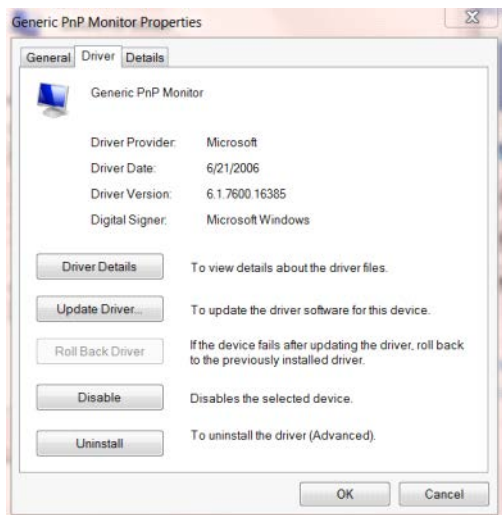 Generic PnP Monitor Properties
General Driver Details
Generic PnP Monitor
Driver Provider: Microsoft
Driver Date: 6/21/2006
Driver Version: 6.1.7600.16385
Digital Signer: Microsoft Windows
Driver Details To view details about the driver files.
Update Driver... To update the driver software for this device.
Roll Back Driver If the device fails after updating the driver, roll back
to the previously installed driver.
Disable Disables the selected device.
Uninstall To uninstall the driver (Advanced).
OK Cancel